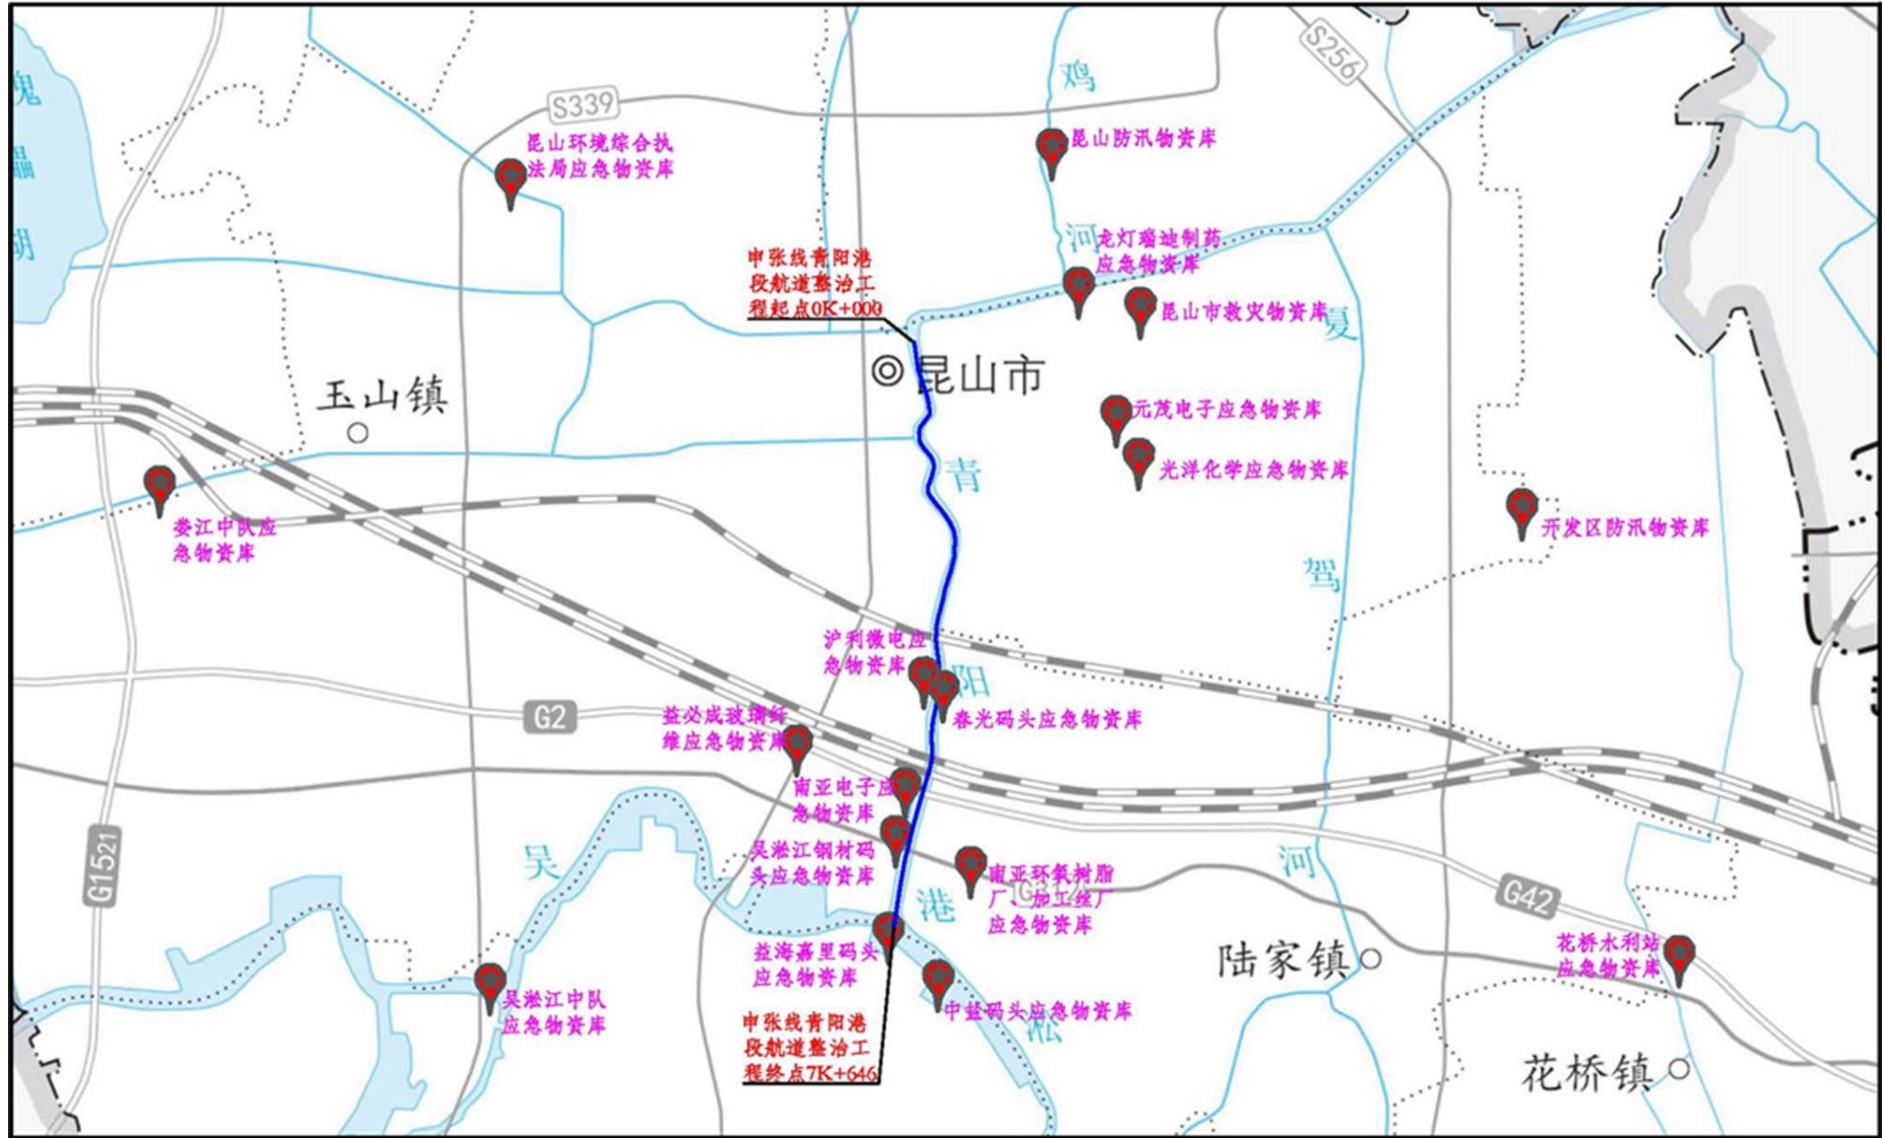 S256
鸡
傀
S339
昆山防汛物资库
昆山环境综合执
法局应急物资库
儡
河
龙灯瑞迪制药
应急物资库
湖
申张线青阳港
段航道整治工
程起点0K+000
昆山市救灾物资库
夏
昆山市
玉山镇
元茂电子应急物资库
光洋化学应急物资库
青
娄江中队应
急物资库
开发区防汛物资库
驾
沪利微电应
急物资库
阳
春光码头应急物资库
G2
益必成玻璃纤
维应急物资库
南亚电子应
急物资库
吴淞江钢材码
头应急物资库
吴
G1521
河
南亚环氧树脂
厂、加工丝厂
应急物资库
G312
G42
港
益海嘉里码头
应急物资库
陆家镇
花桥水利站
应急物资库
吴淞江中队
应急物资库
中盐码头应急物资库
淞
申张线青阳港
段航道整治工
程终点7K+646
花桥镇